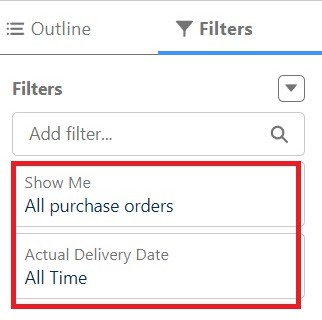 Outline
Filters
Filters
Add filter...
Show Me
All purchase orders
Actual Delivery Date
All Time